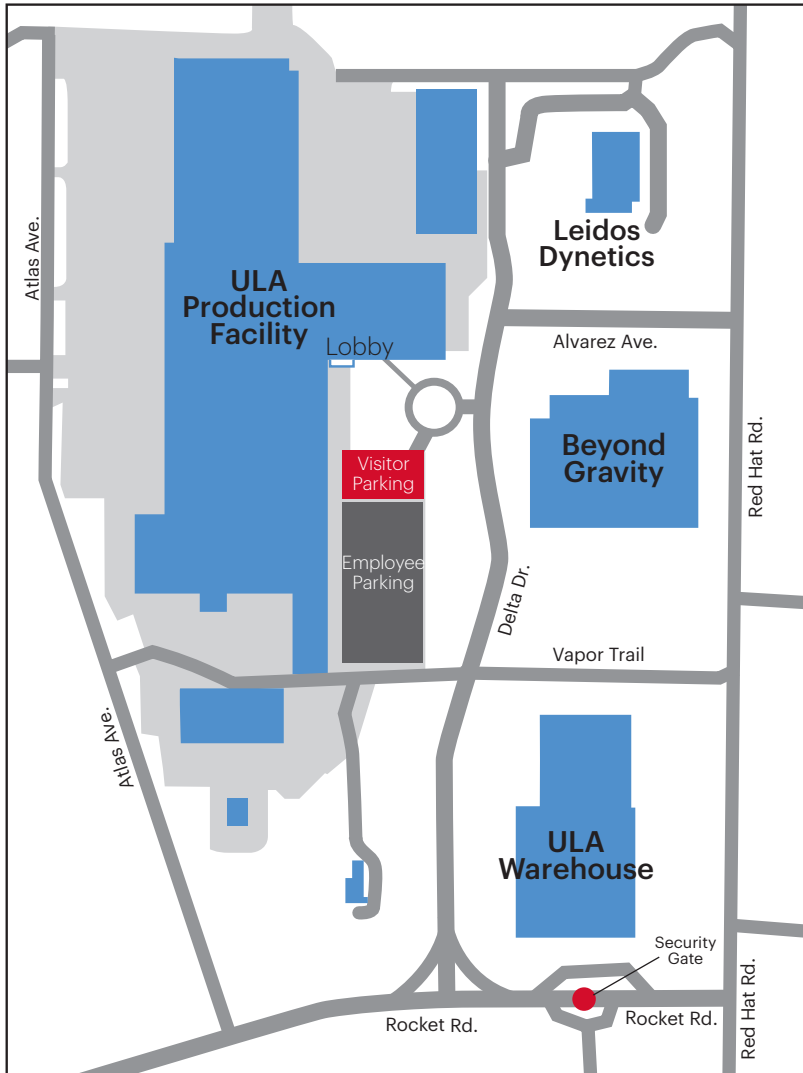 Atlas Ave.
Leidos
Dynetics
ULA
Production
Facility
Lobby
Alvarez Ave.
Red Hat Rd.
Visitor
Parking
Beyond
Gravity
Employee
Parking
Delta Dr.
Vapor Trail
Atlas Ave.
ULA
Warehouse
Security
Gate
Rocket Rd.
Rocket Rd.
Red Hat Rd.